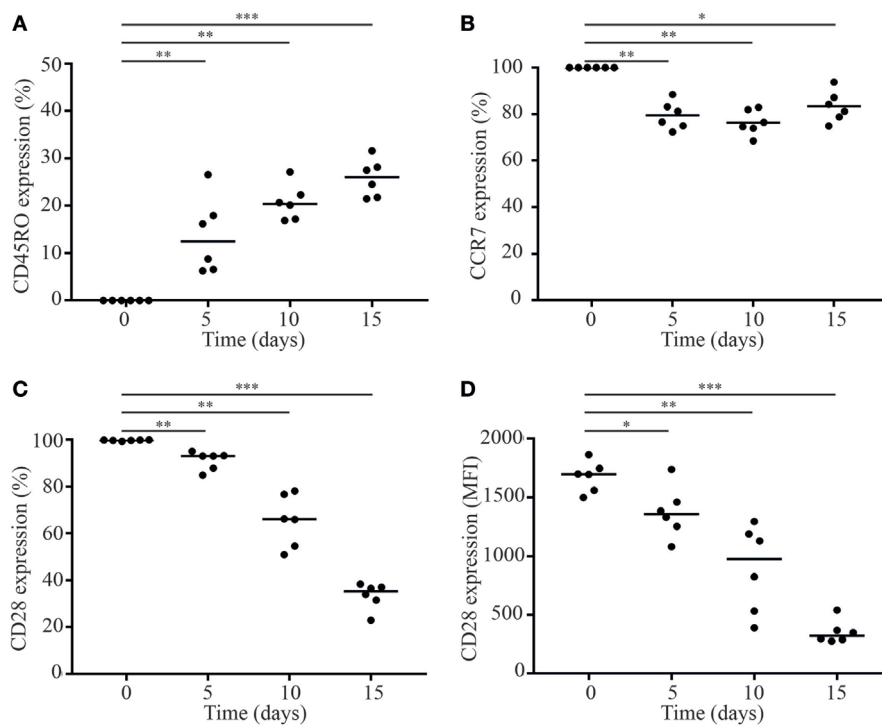 A
***
**
**
50
40
30
20
10
0
CD45RO expression (%)
0 5 10 15
Time (days)
B
*
**
**
100
80
60
40
20
0
CCR7 expression (%)
0 5 10 15
Time (days)
C
***
**
**
100
80
60
40
20
0
CD28 expression (%)
0 5 10 15
Time (days)
D
***
**
*
2000
1500
1000
500
0
CD28 expression (MFI)
0 5 10 15
Time (days)